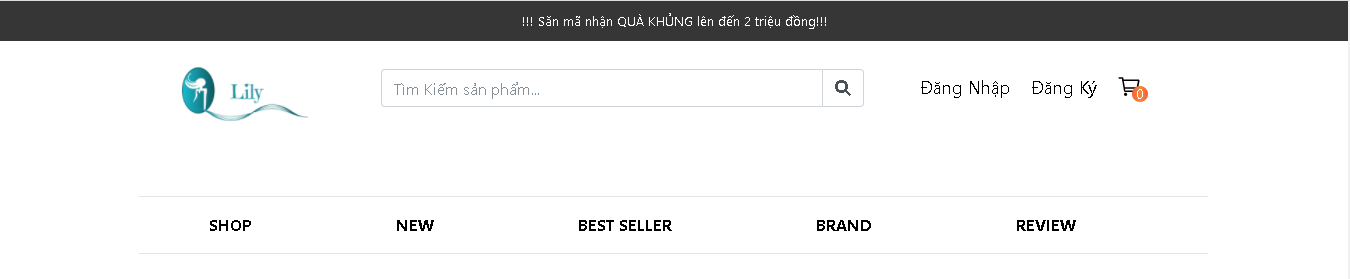 !!! Săn mã nhận QUÀ KHỦNG lên đến 2 triệu đồng!!!
Lily
Tìm Kiếm sản phẩm...
Đăng Nhập
Đăng Ký
0
SHOP
NEW
BEST SELLER
BRAND
REVIEW